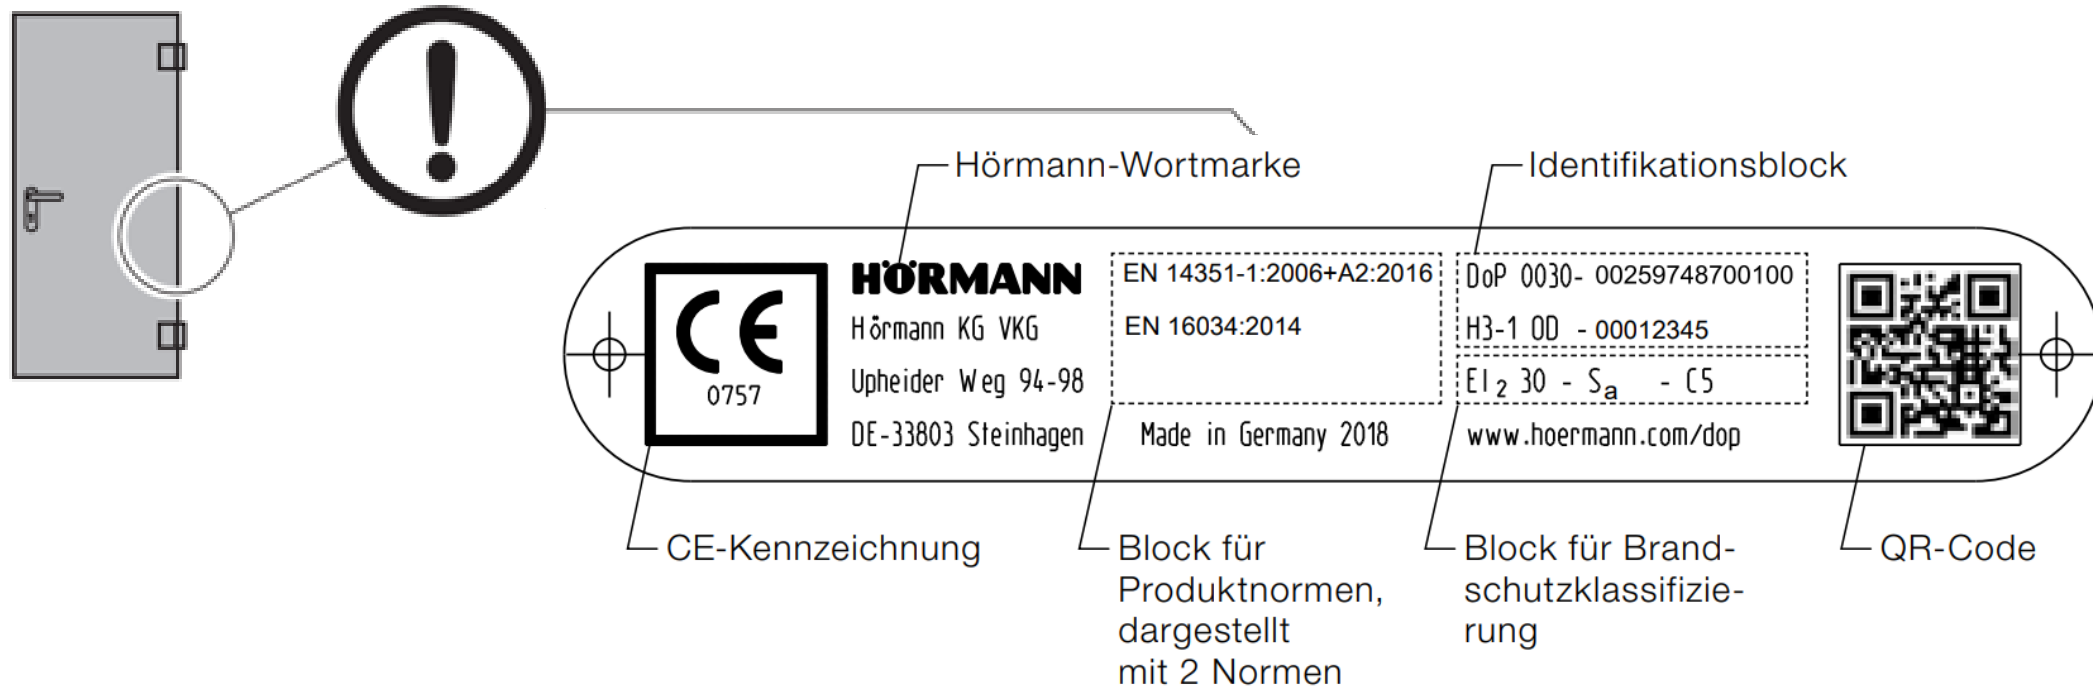 Hörmann-Wortmarke
Identifikationsblock
HÖRMANN
Hörmann KG VKG
Upheider Weg 94-98
DE-33803 Steinhagen
CE
0757
EN 14351-1:2006+A2:2016
EN 16034:2014
Made in Germany 2018
DoP 0030- 00259748700100
H3-1 OD - 00012345
EI₂ 30 - Sₐ - C5
www.hoermann.com/dop
CE-Kennzeichnung
Block für
Produktnormen,
dargestellt
mit 2 Normen
Block für Brand-
schutzklassifizie-
rung
QR-Code